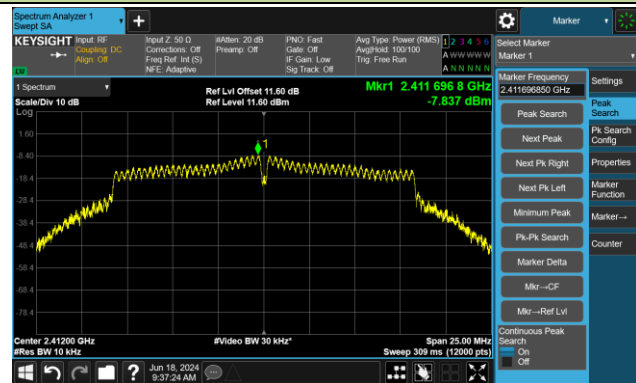 Spectrum Analyzer 1
Swept SA
Marker
KEYSIGHT
Input: RF
Coupling: DC
Align: Off
Input Z: 50 Ω
Corrections: Off
Freq Ref: Int (S)
NFE: Adaptive
#Atten: 20 dB
Preamp: Off
PNO: Fast
Gate: Off
IF Gain: Low
Sig Track: Off
Avg Type: Power (RMS)
Avg|Hold: 100/100
Trig: Free Run
1 2 3 4 5 6
A W W W W W
A N N N N N
Select Marker
Marker 1
1 Spectrum
Scale/Div 10 dB
Log
Ref Lvl Offset 11.60 dB
Ref Level 11.60 dBm
Mkr1 2.411 696 8 GHz
-7.837 dBm
1
1.60
-8.40
-18.4
-28.4
-38.4
-48.4
-58.4
-68.4
-78.4
Center 2.41200 GHz
#Res BW 10 kHz
#Video BW 30 kHz*
Span 25.00 MHz
Sweep 309 ms (12000 pts)
Marker Frequency
2.411696850 GHz
Peak Search
Next Peak
Next Pk Right
Next Pk Left
Minimum Peak
Pk-Pk Search
Marker Delta
Mkr→CF
Mkr→Ref Lvl
Continuous Peak
Search
On
Off
Settings
Peak
Search
Pk Search
Config
Properties
Marker
Function
Marker→
Counter
Jun 18, 2024
9:37:24 AM